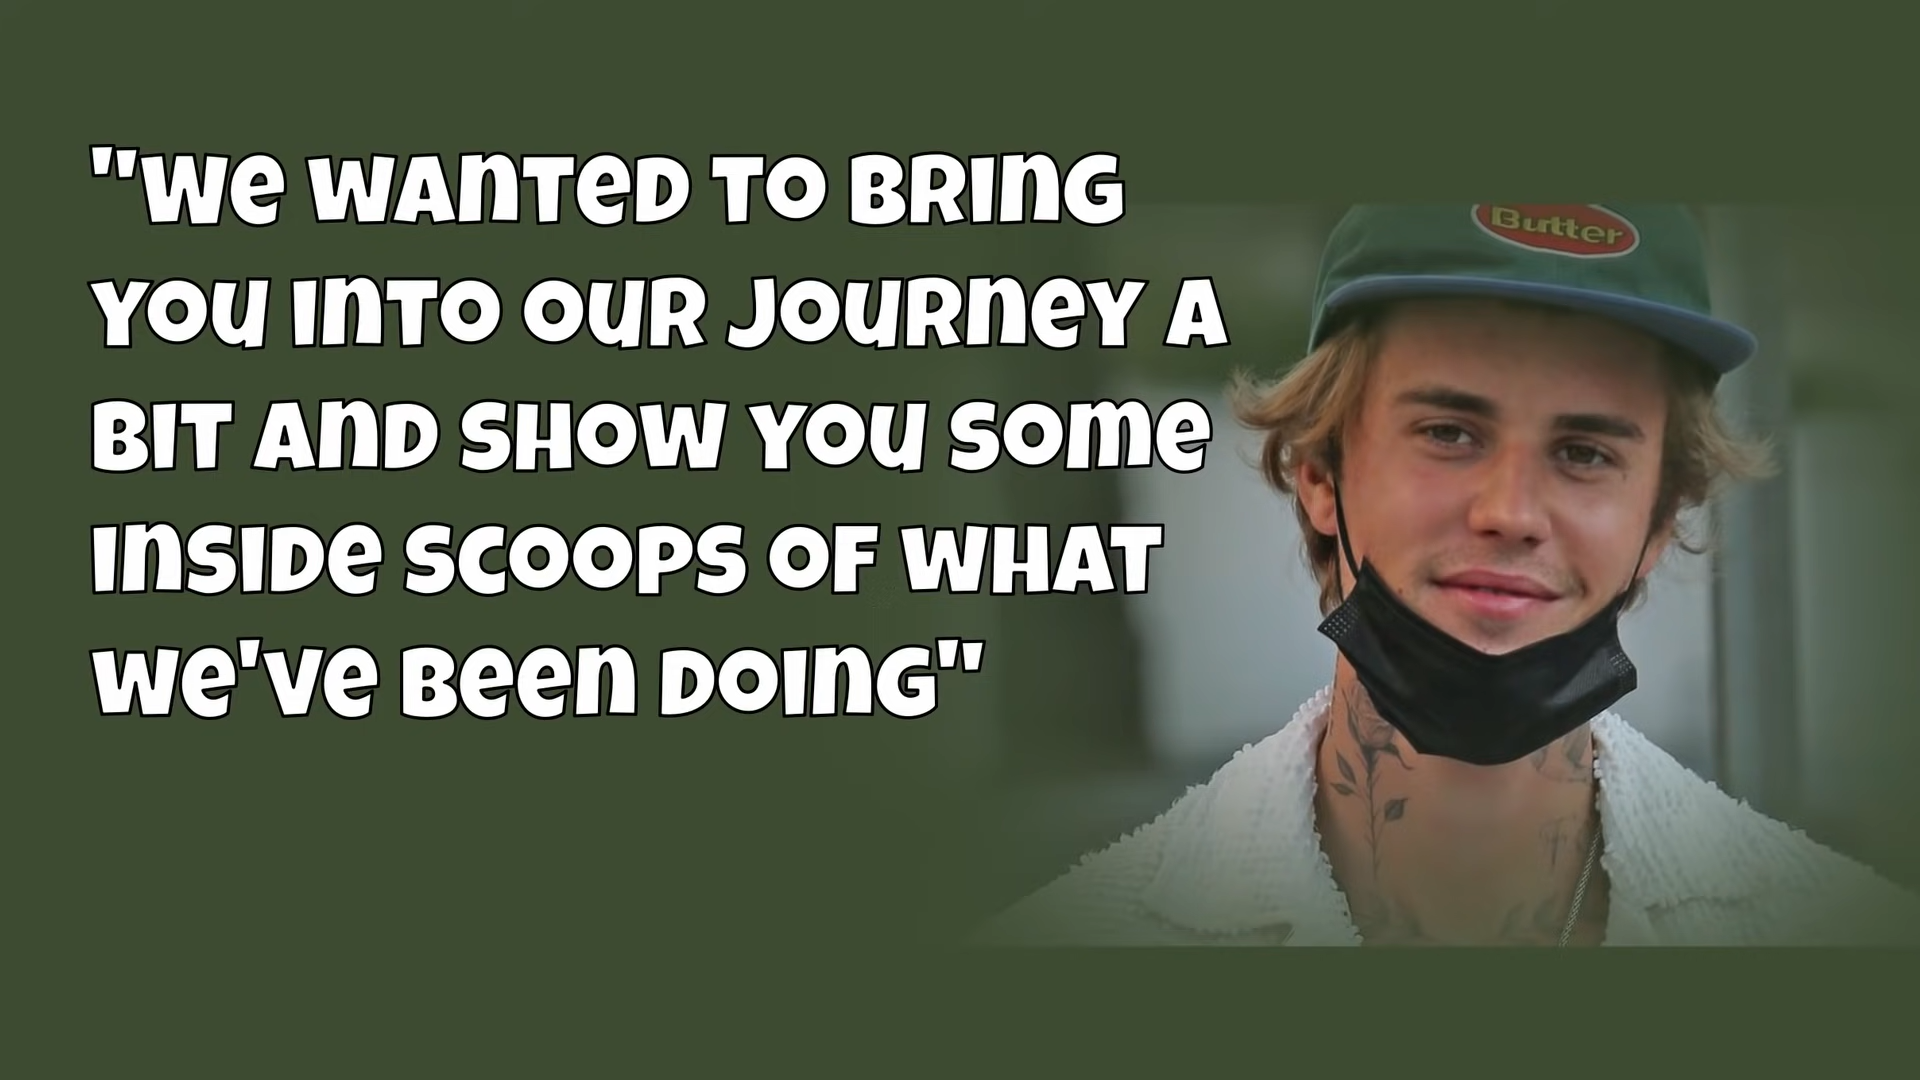 "We wanted to bring
you into our journey a
bit and show you some
inside scoops of what
we've been doing"
Butter